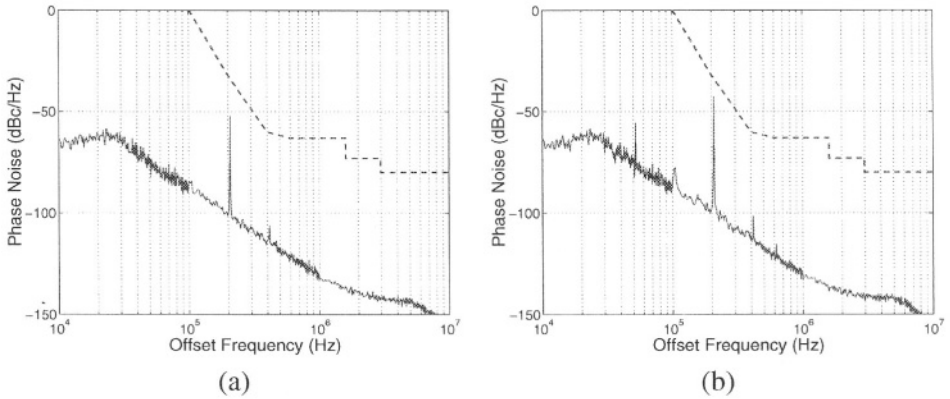 0
−50
−100
−150
Phase Noise (dBc/Hz)
10^4
10^5
10^6
10^7
Offset Frequency (Hz)
(a)
0
−50
−100
−150
Phase Noise (dBc/Hz)
10^4
10^5
10^6
10^7
Offset Frequency (Hz)
(b)